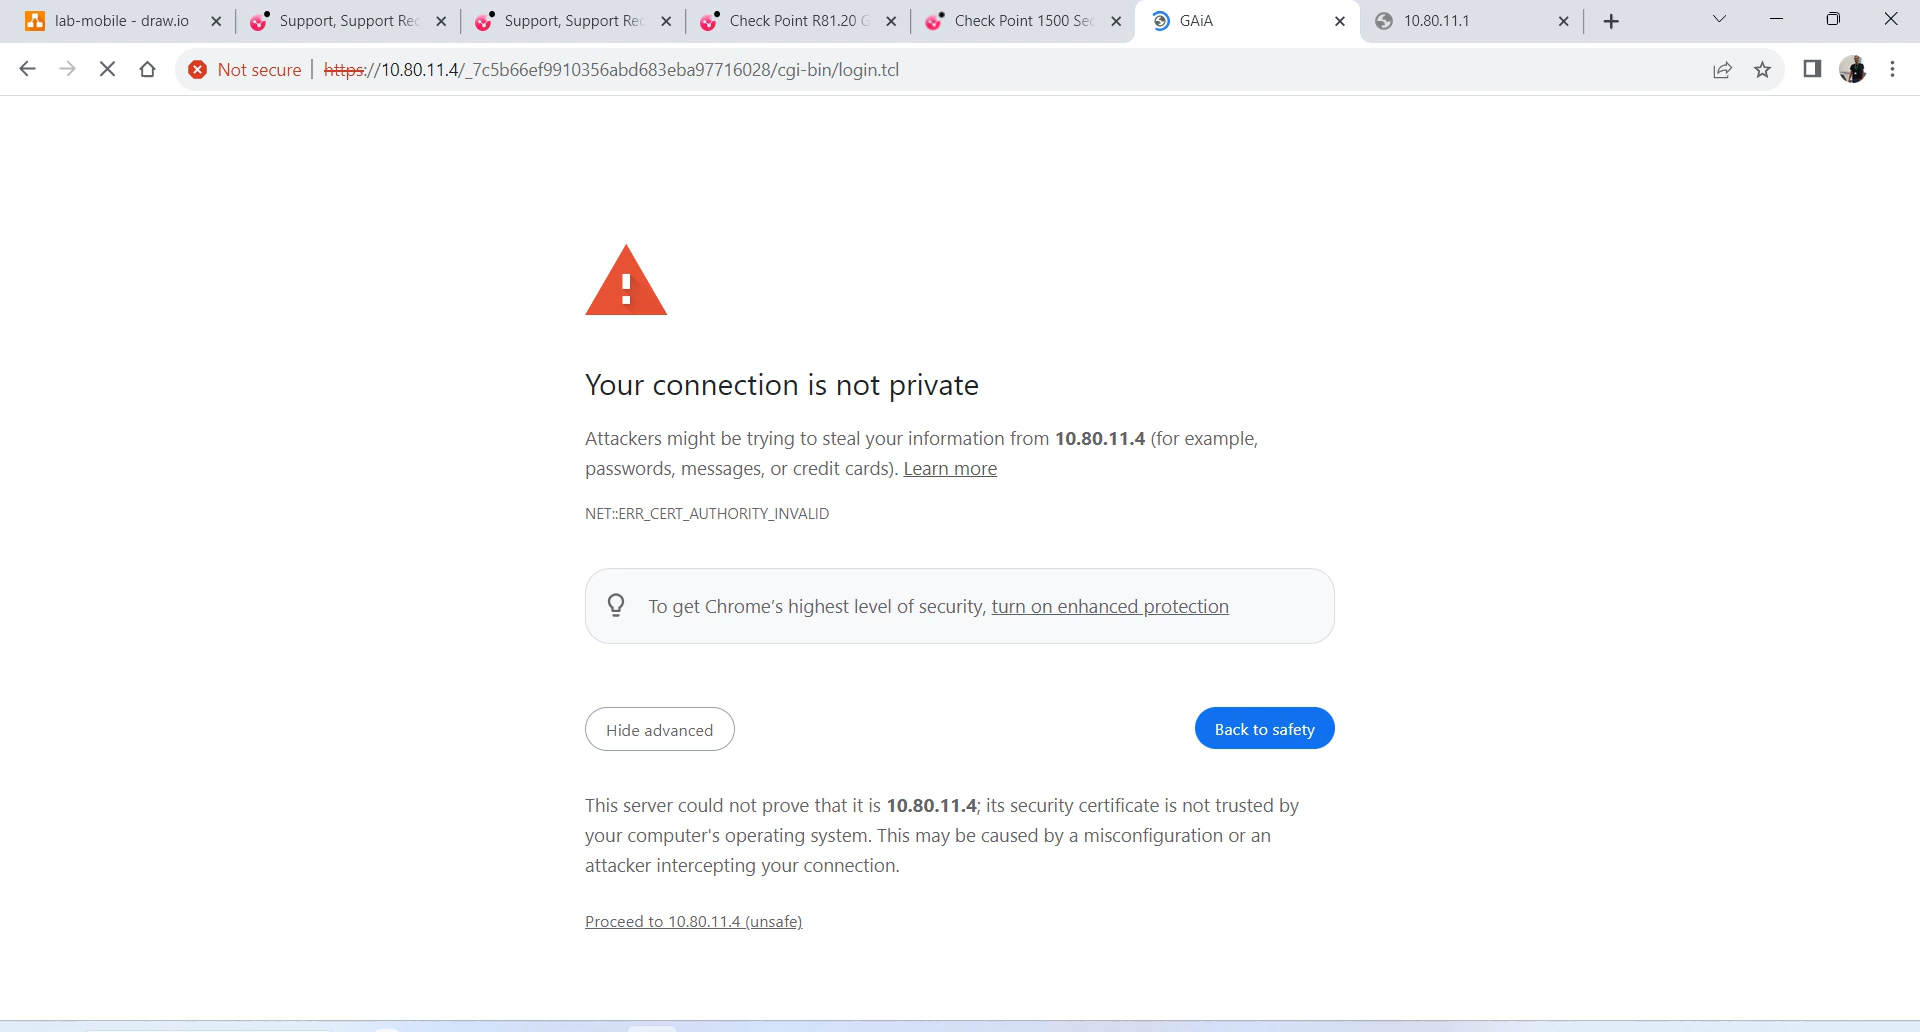 lab-mobile - draw.io
Support, Support Rec
Support, Support Rec
Check Point R81.20 G
Check Point 1500 Sec
GAiA
10.80.11.1
Not secure
https://10.80.11.4/_7c5b66ef9910356abd683eba97716028/cgi-bin/login.tcl
Your connection is not private
Attackers might be trying to steal your information from 10.80.11.4 (for example,
passwords, messages, or credit cards). Learn more
NET::ERR_CERT_AUTHORITY_INVALID
To get Chrome's highest level of security, turn on enhanced protection
Hide advanced
Back to safety
This server could not prove that it is 10.80.11.4; its security certificate is not trusted by
your computer's operating system. This may be caused by a misconfiguration or an
attacker intercepting your connection.
Proceed to 10.80.11.4 (unsafe)